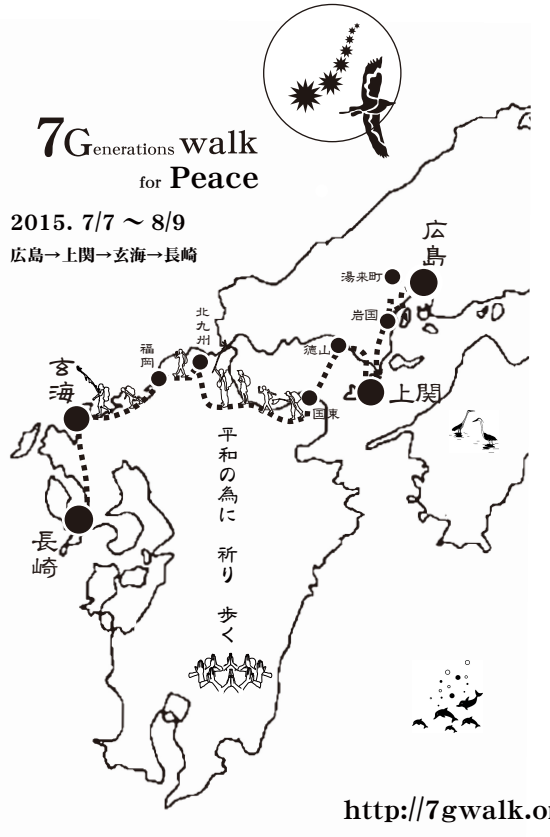 7Generations walk
for Peace
2015. 7/7 ～ 8/9
広島→上関→玄海→長崎
広島
湯来町
岩国
北九州
徳山
福岡
玄海
上関
国東
平和の為に 祈り 歩く
長崎
http://7gwalk.or